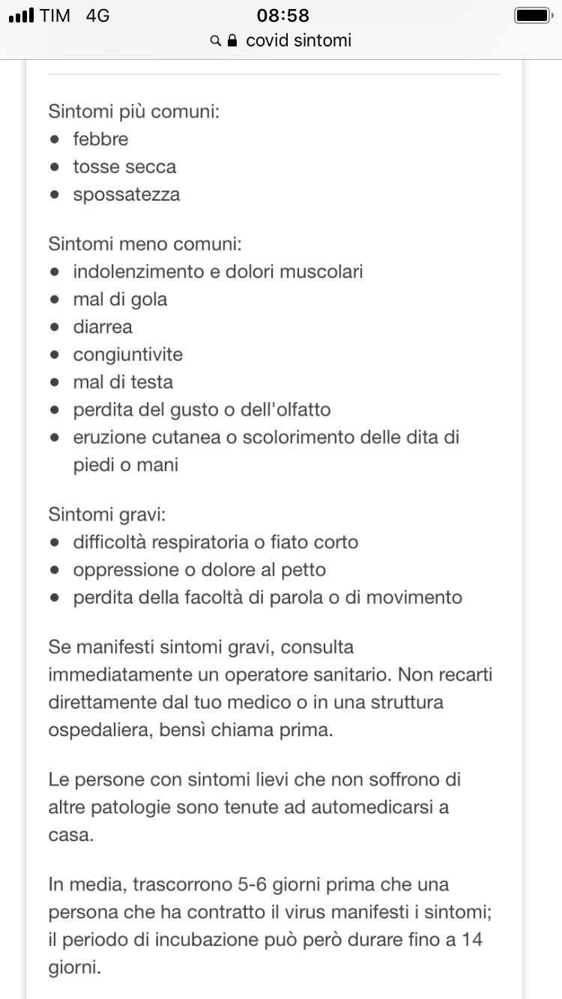 TIM 4G 08:58
covid sintomi
Sintomi più comuni:
● febbre
● tosse secca
● spossatezza
Sintomi meno comuni:
● indolenzimento e dolori muscolari
● mal di gola
● diarrea
● congiuntivite
● mal di testa
● perdita del gusto o dell'olfatto
● eruzione cutanea o scolorimento delle dita di
piedi o mani
Sintomi gravi:
● difficoltà respiratoria o fiato corto
● oppressione o dolore al petto
● perdita della facoltà di parola o di movimento
Se manifesti sintomi gravi, consulta
immediatamente un operatore sanitario. Non recarti
direttamente dal tuo medico o in una struttura
ospedaliera, bensì chiama prima.
Le persone con sintomi lievi che non soffrono di
altre patologie sono tenute ad automedicarsi a
casa.
In media, trascorrono 5-6 giorni prima che una
persona che ha contratto il virus manifesti i sintomi;
il periodo di incubazione può però durare fino a 14
giorni.